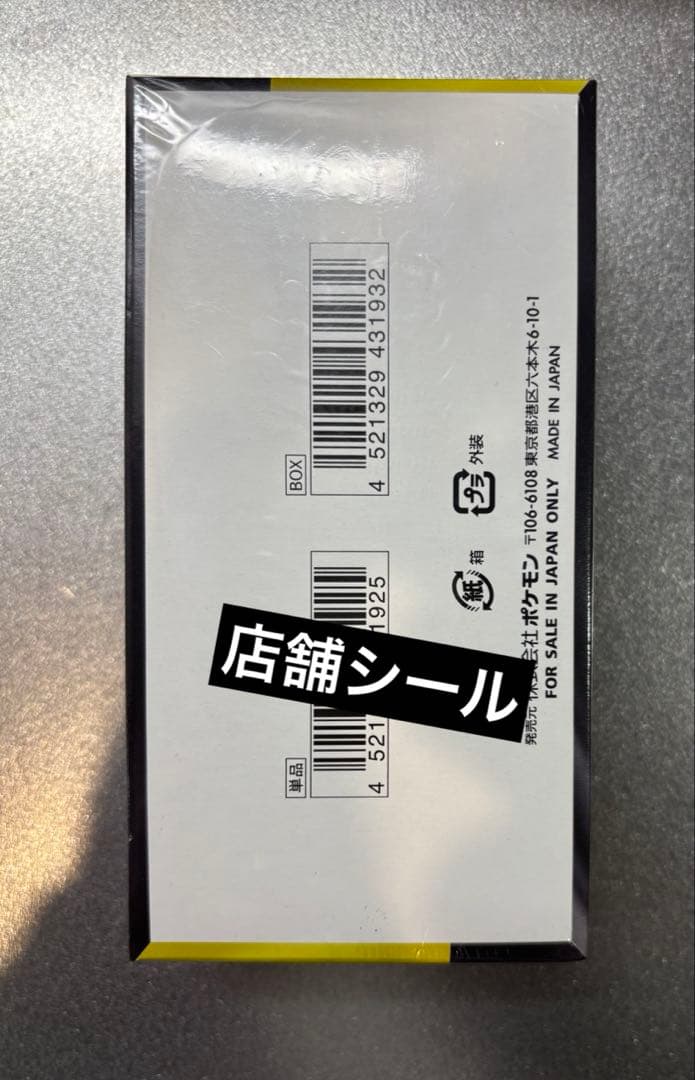 BOX
4 521329 431932
単品
4 521
1925
店舗シール
外装
プラ
箱
紙
発売元 株式会社 ポケモン 〒106-6108 東京都港区六本木6-10-1
FOR SALE IN JAPAN ONLY MADE IN JAPAN